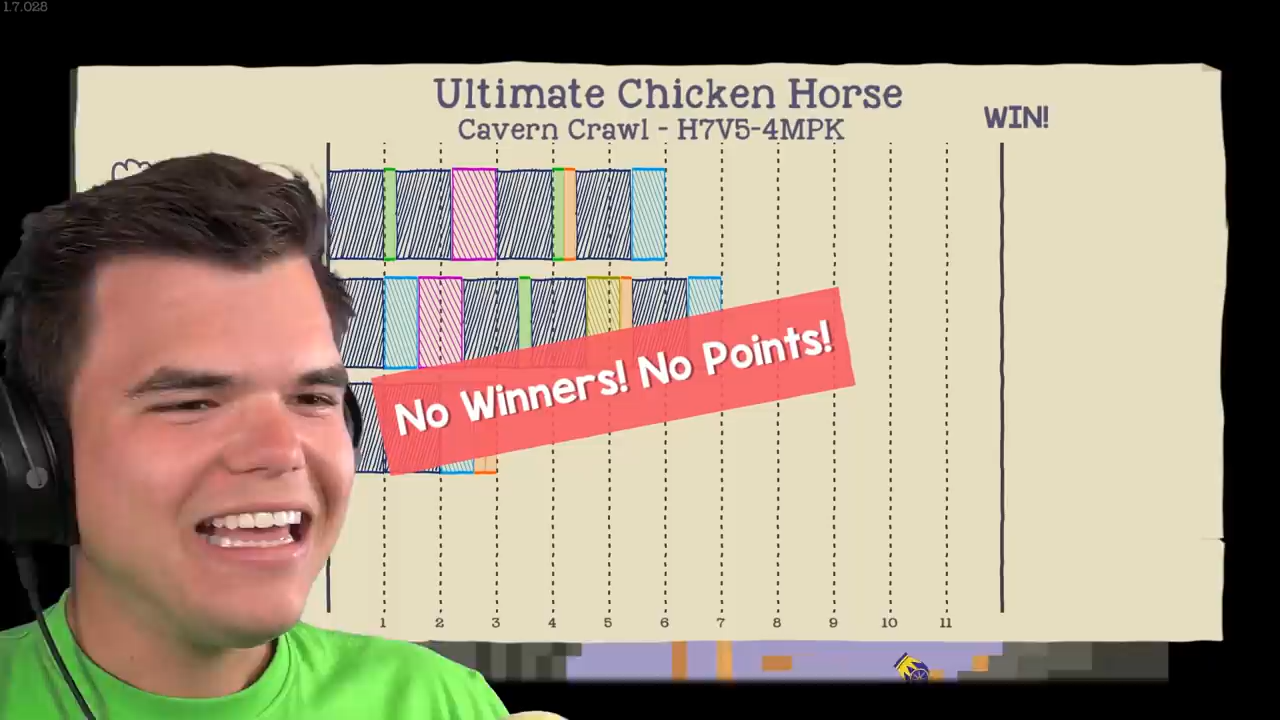 1.7.028
Ultimate Chicken Horse
Cavern Crawl - H7V5-4MPK
WIN!
No Winners! No Points!
1 2 3 4 5 6 7 8 9 10 11